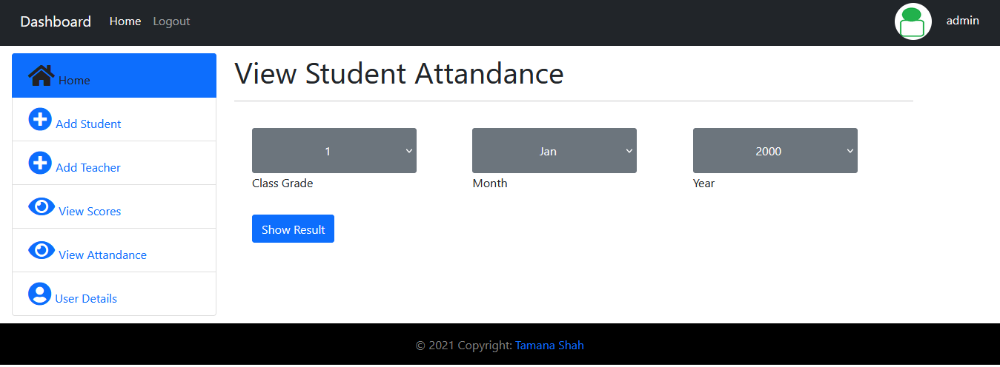 Dashboard Home Logout admin
Home
Add Student
Add Teacher
View Scores
View Attandance
User Details
View Student Attandance
1 Jan 2000
Class Grade Month Year
Show Result
© 2021 Copyright: Tamana Shah